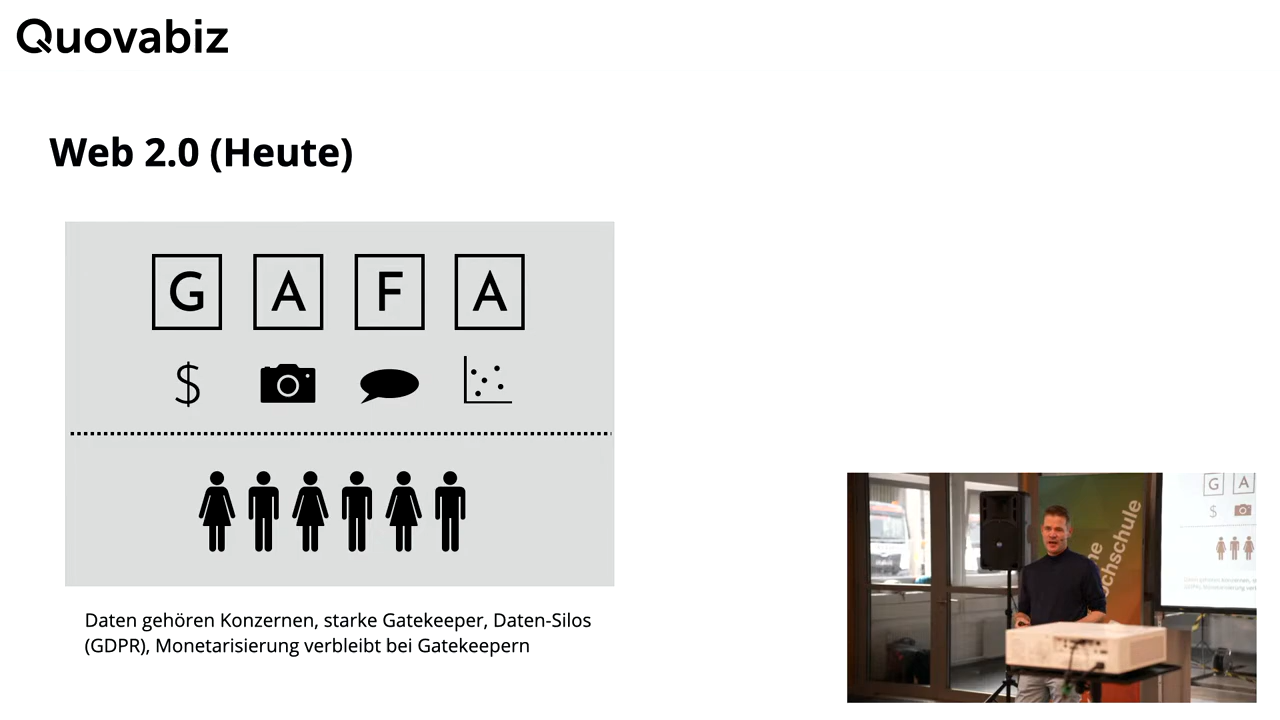 Quovabiz
Web 2.0 (Heute)
G A F A
$
Daten gehören Konzernen, starke Gatekeeper, Daten-Silos
(GDPR), Monetarisierung verbleibt bei Gatekeepern
G A
$